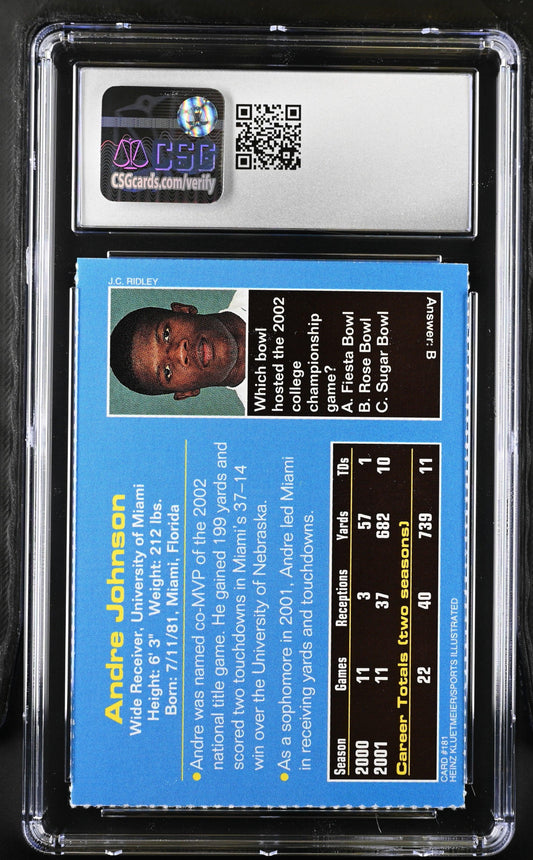 CSG
CSGcards.com/verify
J.C. RIDLEY
Which bowl
hosted the 2002
college
championship
game?
A. Fiesta Bowl
B. Rose Bowl
C. Sugar Bowl
Answer: B
Andre Johnson
Wide Receiver, University of Miami
Height: 6' 3" Weight: 212 lbs.
Born: 7/11/81, Miami, Florida
• Andre was named co-MVP of the 2002
national title game. He gained 199 yards and
scored two touchdowns in Miami's 37–14
win over the University of Nebraska.
• As a sophomore in 2001, Andre led Miami
in receiving yards and touchdowns.
Season Games Receptions Yards TDs
2000 11 3 57 1
2001 11 37 682 10
Career Totals (two seasons)
22 40 739 11
CARD #181
HEINZ KLUETMEIER/SPORTS ILLUSTRATED